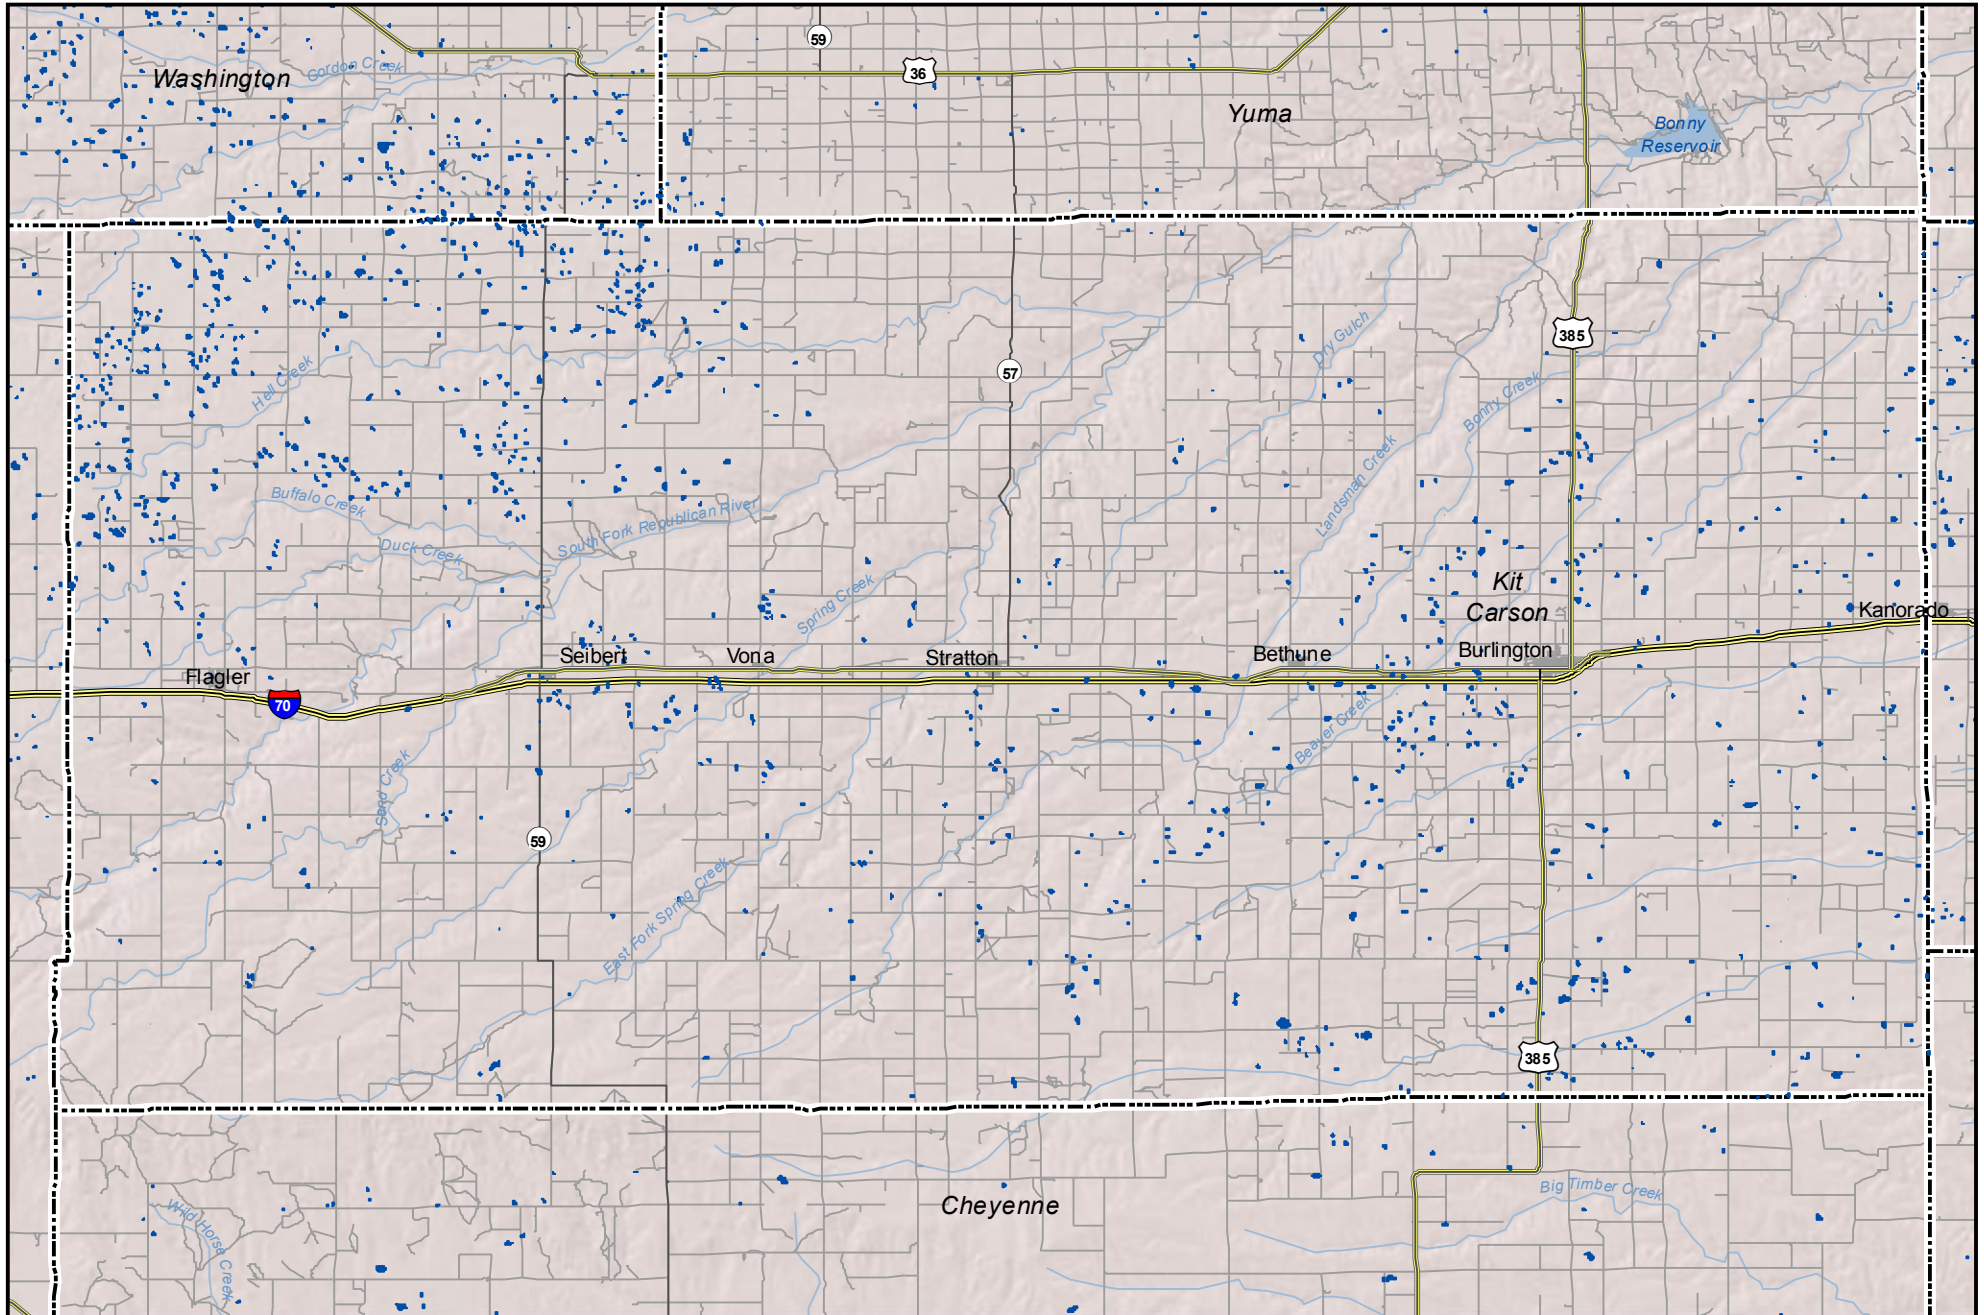 59
Gordon Creek
Washington
36
Yuma
Bonny
Reservoir
385
Dry Gulch
57
Hell Creek
Bonny Creek
Landsman Creek
Buffalo Creek
South Fork Republican River
Duck Creek
Kit
Carson
Spring Creek
Kanorado
Seibert
Vona
Stratton
Bethune
Burlington
Flagler
70
Beaver Creek
Sand Creek
59
East Fork Spring Creek
385
Big Timber Creek
Cheyenne
Wild Horse Creek